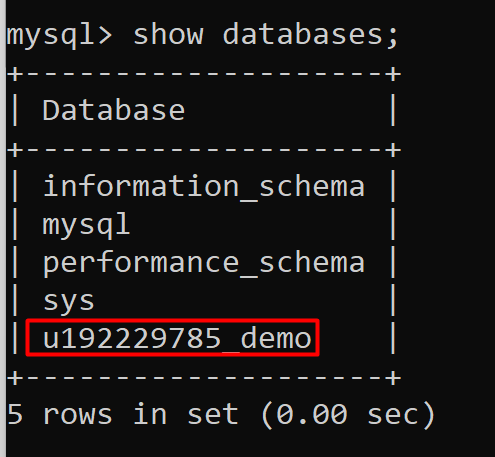 mysql> show databases;
+--------------------+
| Database           |
+--------------------+
| information_schema |
| mysql              |
| performance_schema |
| sys                |
| u192229785_demo    |
+--------------------+
5 rows in set (0.00 sec)